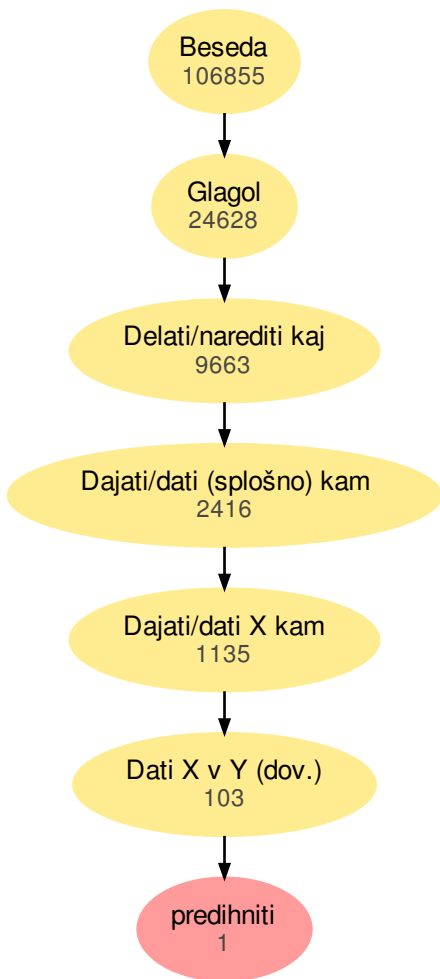 Beseda
106855
Glagol
24628
Delati/narediti kaj
9663
Dajati/dati (splošno) kam
2416
Dajati/dati X kam
1135
Dati X v Y (dov.)
103
predihniti
1